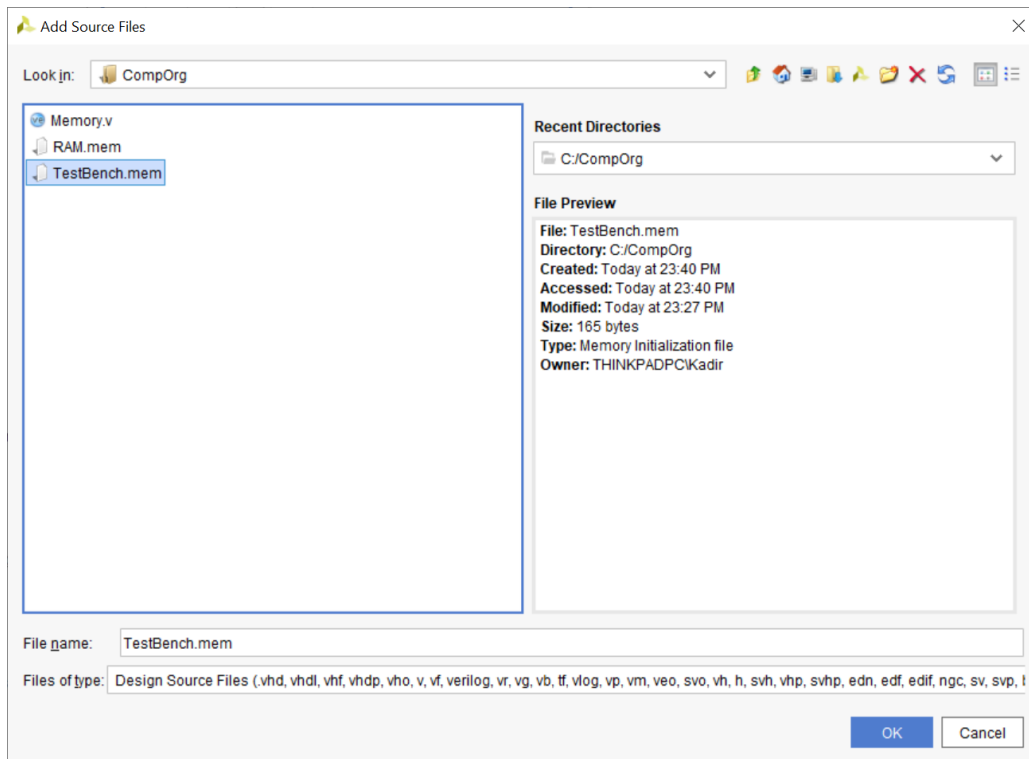 Add Source Files
Look in: CompOrg
Memory.v
RAM.mem
TestBench.mem
Recent Directories
C:/CompOrg
File Preview
File: TestBench.mem
Directory: C:/CompOrg
Created: Today at 23:40 PM
Accessed: Today at 23:40 PM
Modified: Today at 23:27 PM
Size: 165 bytes
Type: Memory Initialization file
Owner: THINKPADPC\Kadir
File name: TestBench.mem
Files of type: Design Source Files (.vhd, vhdl, vhf, vhdp, vho, v, vf, verilog, vr, vg, vb, tf, vlog, vp, vm, veo, svo, vh, h, svh, vhp, svhp, edn, edf, edif, ngc, sv, svp,
OK Cancel